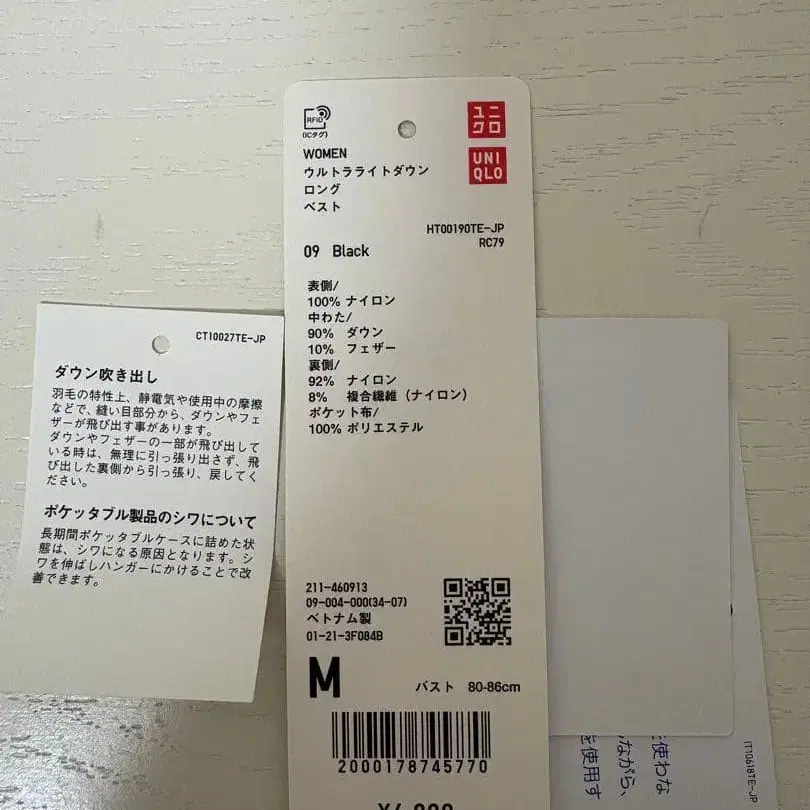 RFID
(ICタグ)
ユニ
クロ
UNI
QLO
WOMEN
ウルトラライトダウン
ロング
ベスト
HT00190TE-JP
RC79
09 Black
表側/
100% ナイロン
中わた/
90% ダウン
10% フェザー
裏側/
92% ナイロン
8% 複合繊維（ナイロン）
ポケット布/
100% ポリエステル
211-460913
09-004-000(34-07)
ベトナム製
01-21-3F084B
M
バスト 80-86cm
2000178745770
CT10027TE-JP
ダウン吹き出し
羽毛の特性上、静電気や使用中の摩擦
などで、縫い目部分から、ダウンやフェ
ザーが飛び出す事があります。
ダウンやフェザーの一部が飛び出して
いる時は、無理に引っ張り出さず、飛
び出した裏側から引っ張り、戻してく
ださい。
ポケッタブル製品のシワについて
長期間ポケッタブルケースに詰めた状
態は、シワになる原因となります。シ
ワを伸ばしハンガーにかけることで改
善できます。
を使わな
ながら、
を使用す
IT10618TE-JP